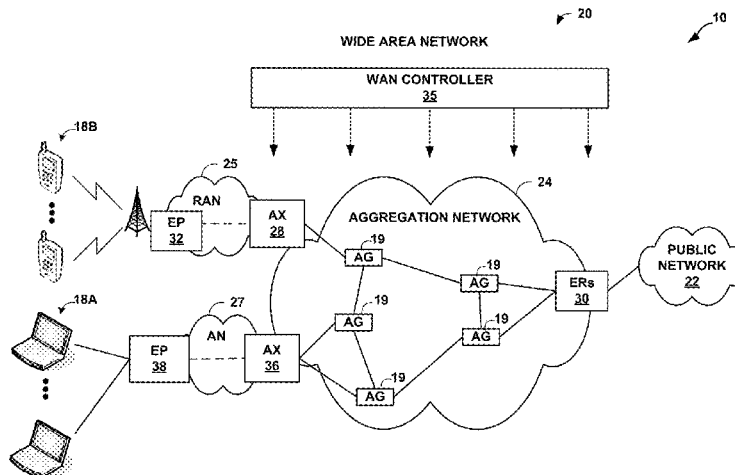 20
10
WIDE AREA NETWORK
WAN CONTROLLER
35
18B
25
24
RAN
EP
32
AX
28
AGGREGATION NETWORK
19
AG
19
AG
ERs
30
PUBLIC
NETWORK
22
18A
27
AN
19
AG
19
AG
EP
38
AX
36
19
AG